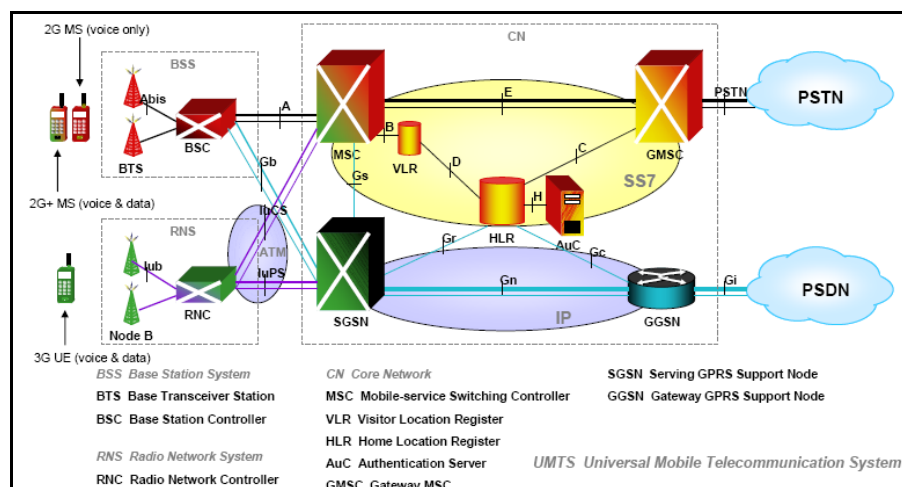 2G MS (voice only)
BSS
CN
Abis
A
E
PSTN
PSTN
BSC
BTS
MSC
B
VLR
D
C
GMSC
SS7
Gb
Gs
2G+ MS (voice & data)
RNS
IuCS
ATM
HLR
H
AuC
Iub
IuPS
Gr
Gc
Gn
Gi
PSDN
RNC
Node B
SGSN
IP
GGSN
3G UE (voice & data)
BSS Base Station System
BTS Base Transceiver Station
BSC Base Station Controller
RNS Radio Network System
RNC Radio Network Controller
CN Core Network
MSC Mobile-service Switching Controller
VLR Visitor Location Register
HLR Home Location Register
AuC Authentication Server
GMSC Gateway MSC
SGSN Serving GPRS Support Node
GGSN Gateway GPRS Support Node
UMTS Universal Mobile Telecommunication System